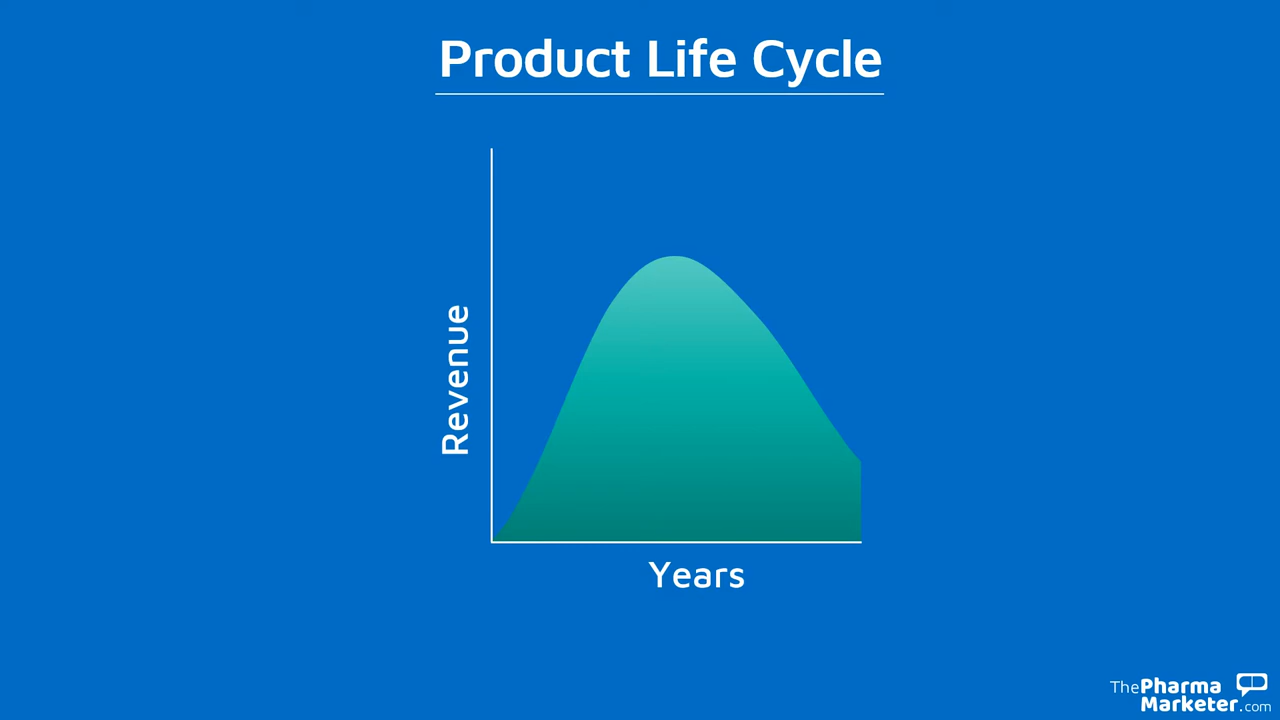 Product Life Cycle
Revenue
Years
ThePharma
Marketer.com